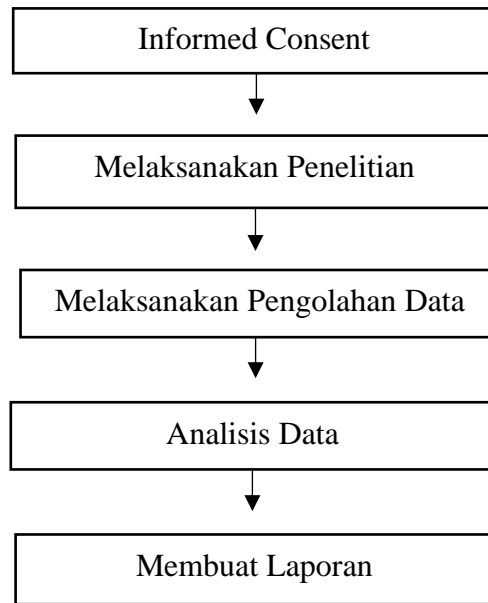 Informed Consent
Melaksanakan Penelitian
Melaksanakan Pengolahan Data
Analisis Data
Membuat Laporan